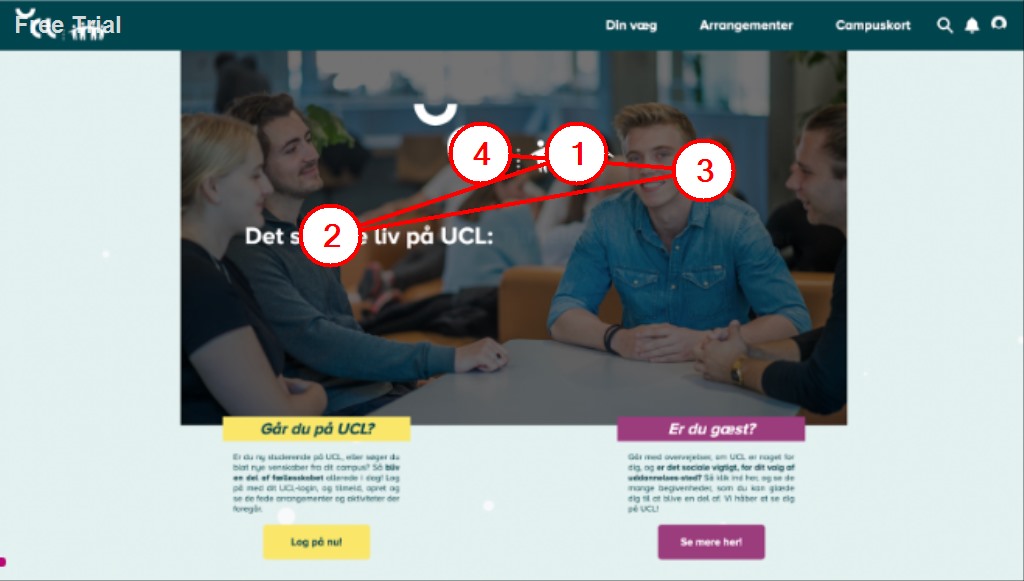 Free Trial
Din væg
Arrangementer
Campuskort
4
1
3
2
Det s e liv på UCL:
Går du på UCL?
Er du ny studerende på UCL, eller søger du
blot nye venskaber fra dit campus? Så bliv
en del af fællesskabet allerede i dag! Log
på med dit UCL-login, og tilmeld, opret og
se de fede arrangementer og aktiviteter der
foregår.
Log på nu!
Er du gæst?
Går med overvejelser, om UCL er noget for
dig, og er det sociale vigtigt, for dit valg af
uddannelses-sted? Så klik ind her, og se de
mange begivenheder, som du kan glæde
dig til at blive en del af. Vi håber at se dig
på UCL!
Se mere her!